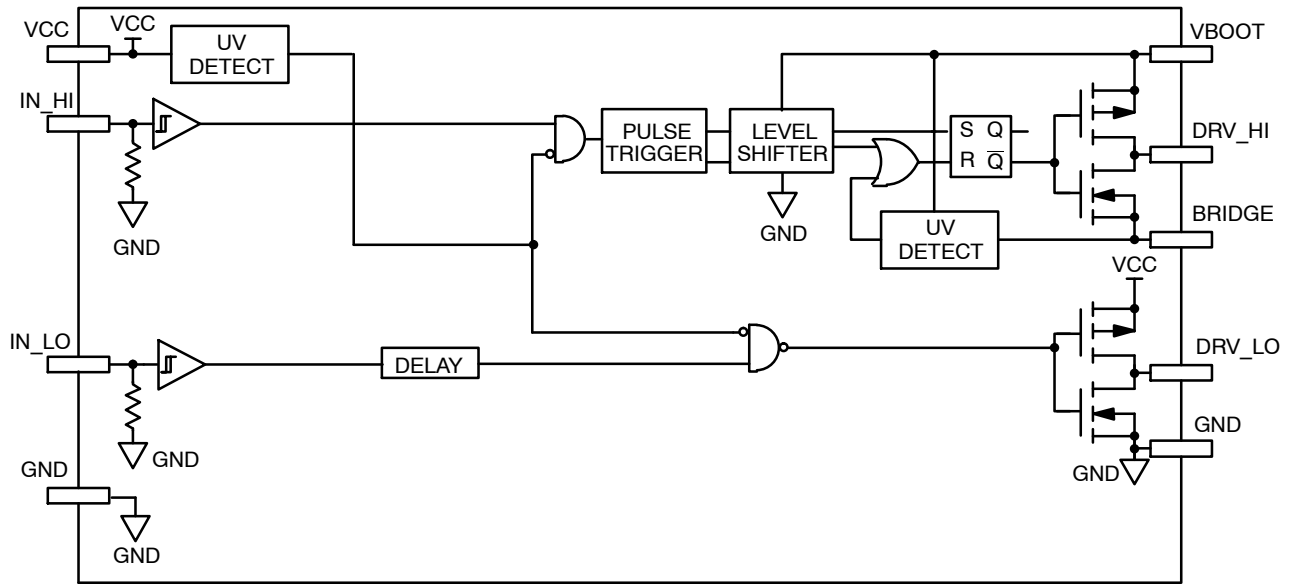 VCC
VCC
UV
DETECT
VBOOT
IN_HI
PULSE
TRIGGER
LEVEL
SHIFTER
S Q
R Q̅
DRV_HI
GND
GND
UV
DETECT
BRIDGE
VCC
IN_LO
DELAY
DRV_LO
GND
GND
GND
GND
GND